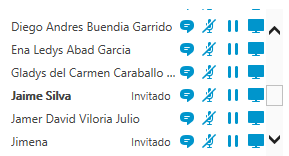 Diego Andres Buendia Garrido
Ena Ledys Abad Garcia
Gladys del Carmen Caraballo ...
Jaime Silva Invitado
Jamer David Viloria Julio
Jimena Invitado